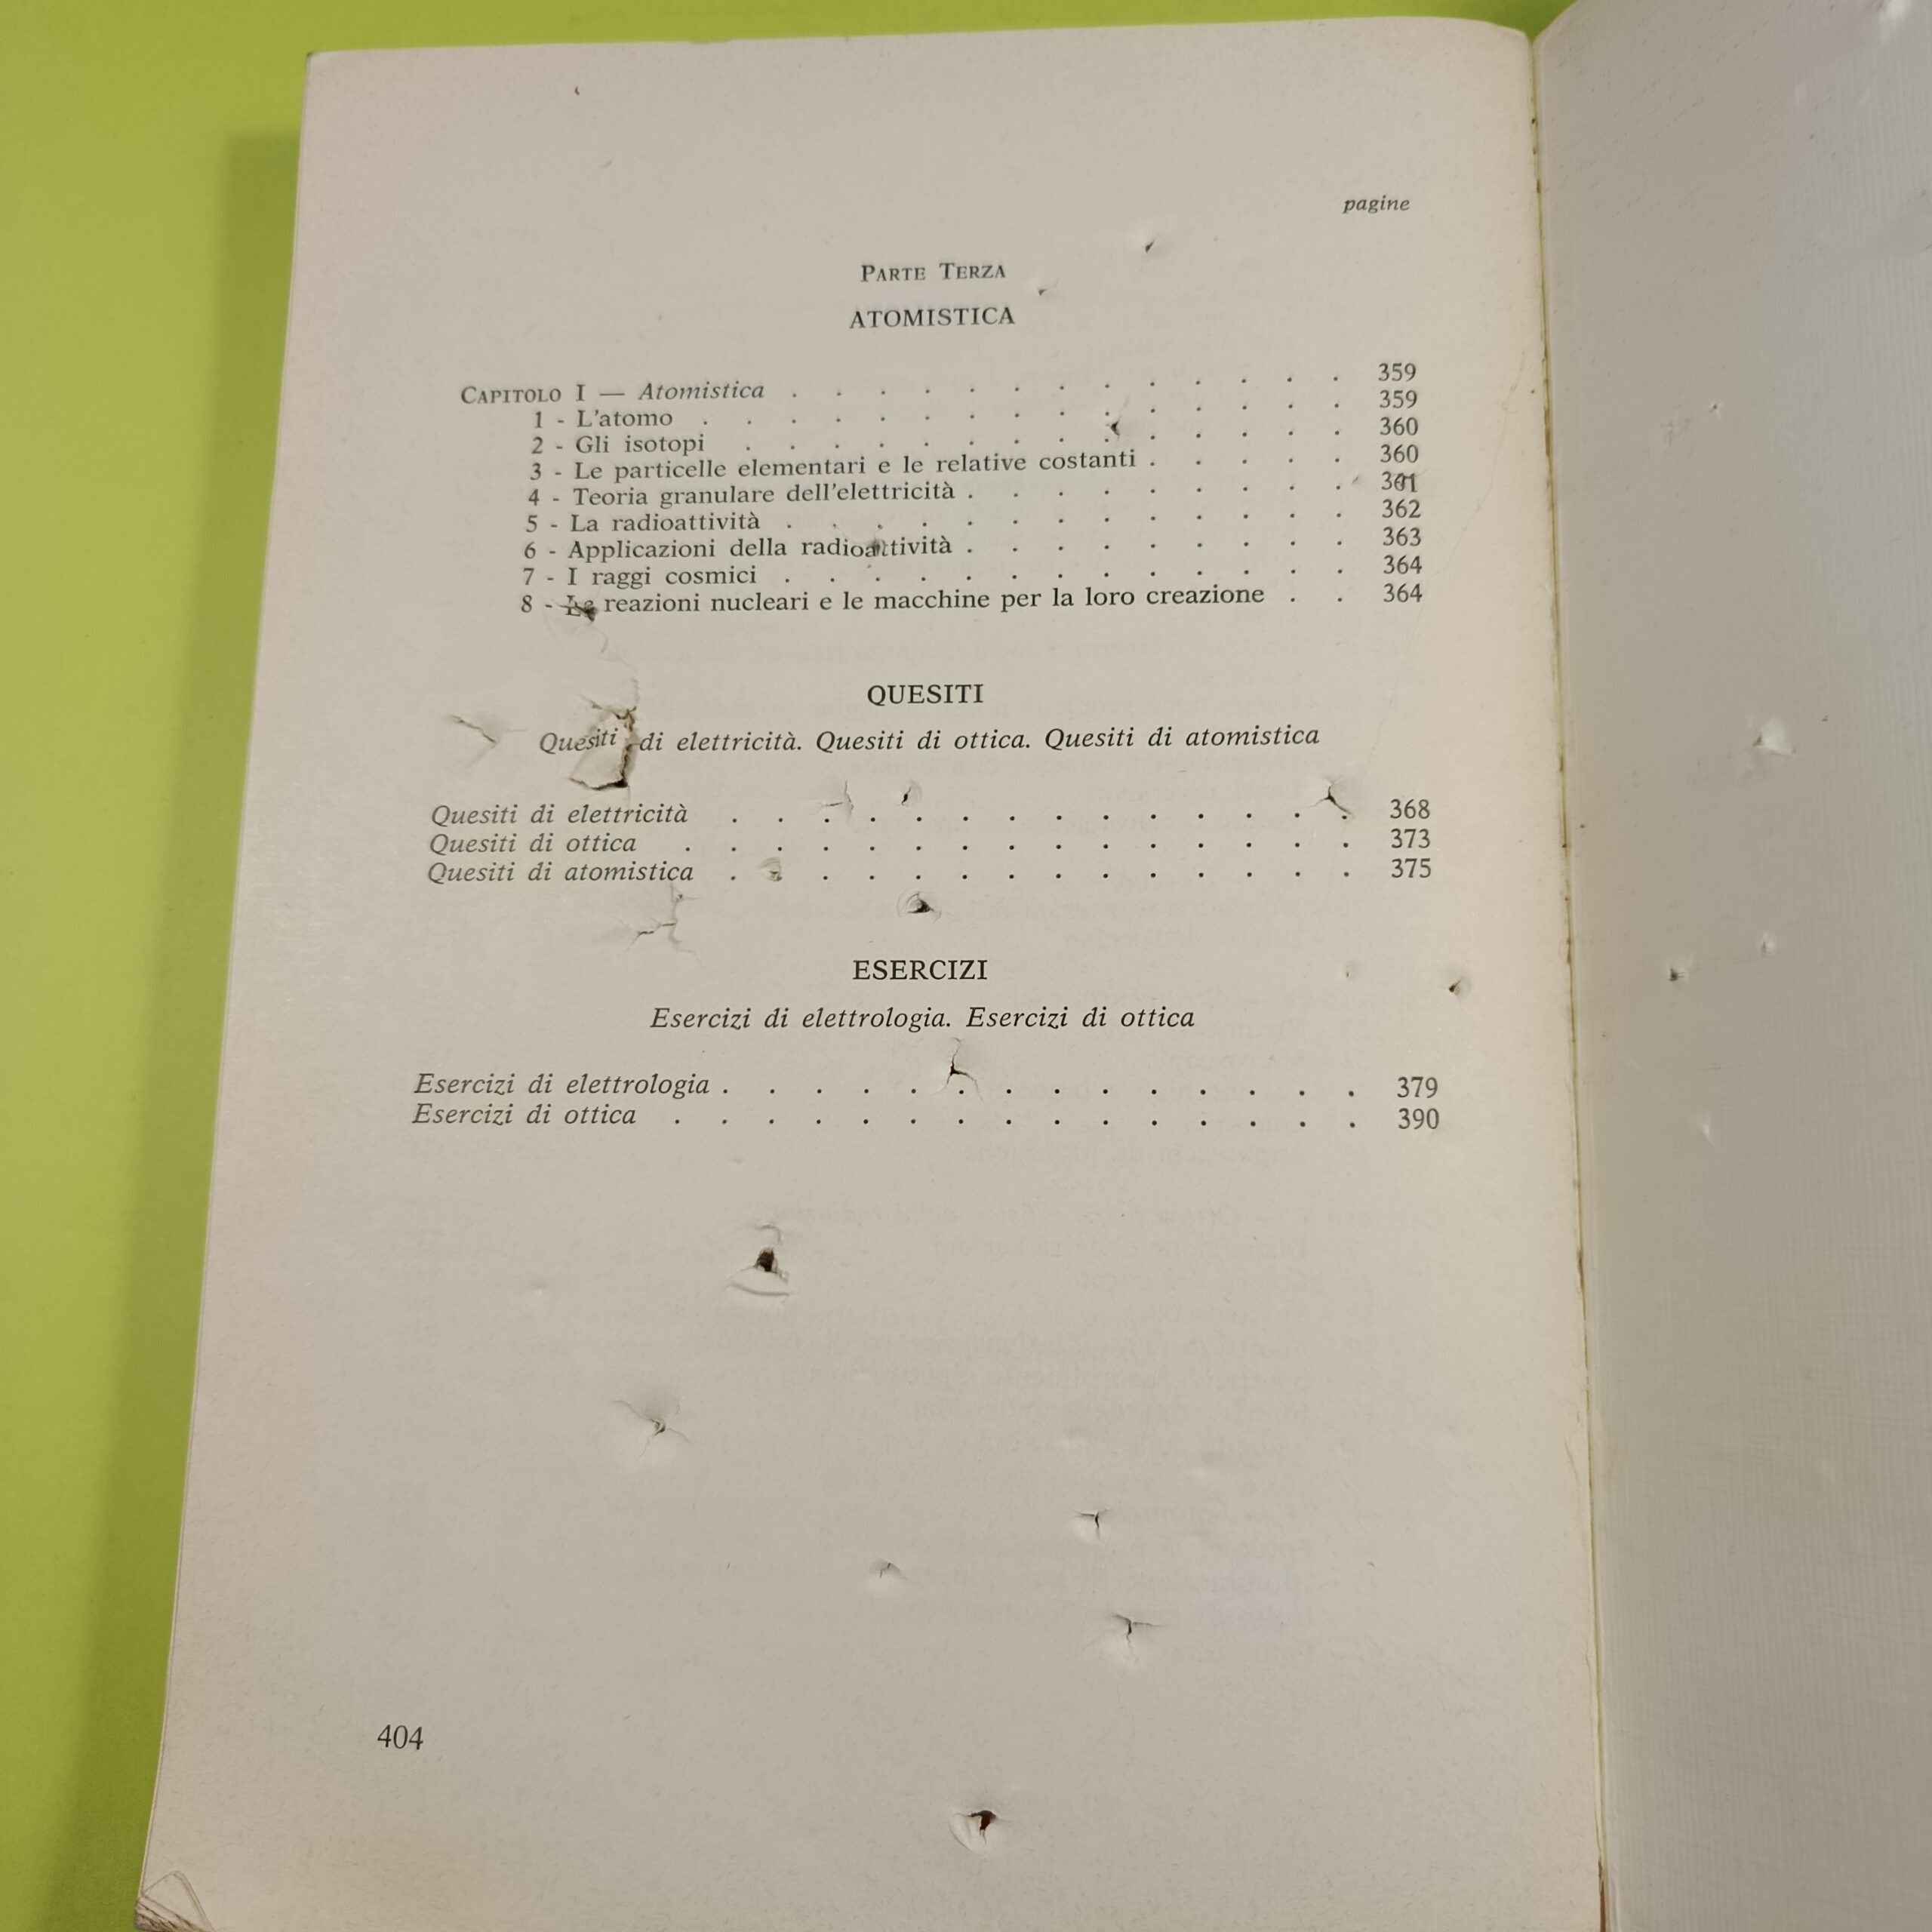 pagine
PARTE TERZA
ATOMISTICA
CAPITOLO I — Atomistica . . . . . . . . . . . . . 359
1 - L'atomo . . . . . . . . . . . . . . . 359
2 - Gli isotopi . . . . . . . . . . . . . . 360
3 - Le particelle elementari e le relative costanti . . . . . 360
4 - Teoria granulare dell'elettricità . . . . . . . . . 361
5 - La radioattività . . . . . . . . . . . . . 362
6 - Applicazioni della radioattività . . . . . . . . . 363
7 - I raggi cosmici . . . . . . . . . . . . . 364
8 - Le reazioni nucleari e le macchine per la loro creazione . . 364
QUESITI
Quesiti di elettricità. Quesiti di ottica. Quesiti di atomistica
Quesiti di elettricità . . . . . . . . . . . . . . 368
Quesiti di ottica . . . . . . . . . . . . . . . 373
Quesiti di atomistica . . . . . . . . . . . . . . 375
ESERCIZI
Esercizi di elettrologia. Esercizi di ottica
Esercizi di elettrologia . . . . . . . . . . . . . . 379
Esercizi di ottica . . . . . . . . . . . . . . . 390
404